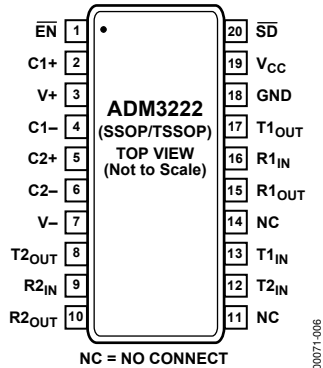 E̅N̅ 1
C1+ 2
V+ 3
C1– 4
C2+ 5
C2– 6
V– 7
T2OUT 8
R2IN 9
R2OUT 10
ADM3222
(SSOP/TSSOP)
TOP VIEW
(Not to Scale)
20 S̅D̅
19 VCC
18 GND
17 T1OUT
16 R1IN
15 R1OUT
14 NC
13 T1IN
12 T2IN
11 NC
NC = NO CONNECT
00071-006